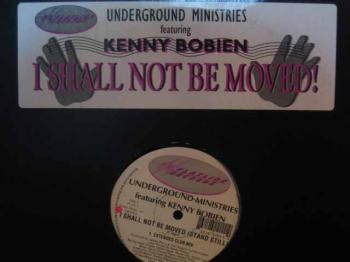 UNDERGROUND MINISTRIES
featuring
KENNY BOBIEN
I SHALL NOT BE MOVED!
UNDERGROUND-MINISTRIES
featuring KENNY BOBIEN
I SHALL NOT BE MOVED (STAND STILL)
1. EXTENDED CLUB MIX